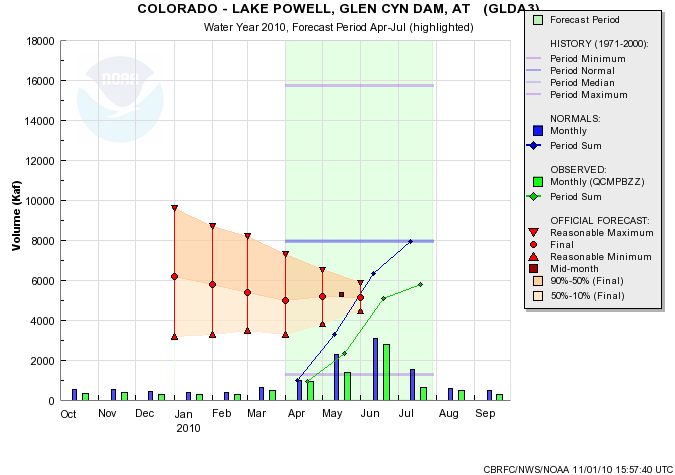 COLORADO - LAKE POWELL, GLEN CYN DAM, AT (GLDA3)
Water Year 2010, Forecast Period Apr-Jul (highlighted)
Volume (Kaf)
18000
16000
14000
12000
10000
8000
6000
4000
2000
0
NOAA
Oct Nov Dec Jan Feb Mar Apr May Jun Jul Aug Sep
2010
Forecast Period
HISTORY (1971-2000):
Period Minimum
Period Normal
Period Median
Period Maximum
NORMALS:
Monthly
Period Sum
OBSERVED:
Monthly (QCMPBZZ)
Period Sum
OFFICIAL FORECAST:
Reasonable Maximum
Final
Reasonable Minimum
Mid-month
90%-50% (Final)
50%-10% (Final)
CBRFC/NWS/NOAA 11/01/10 15:57:40 UTC